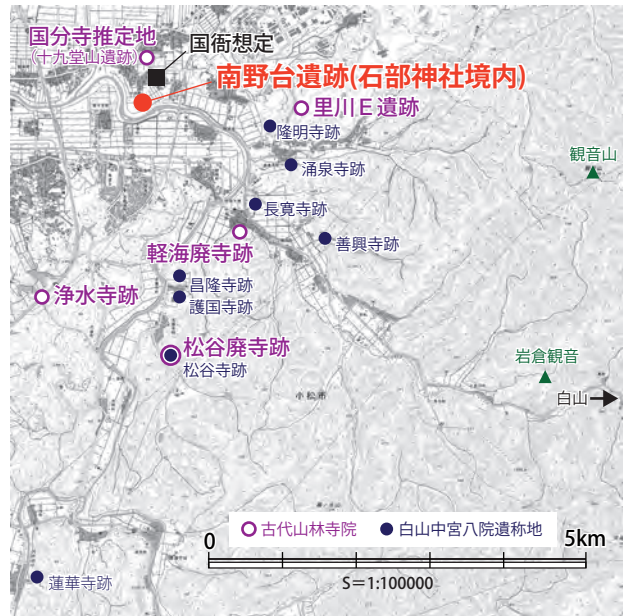 国分寺推定地
(十九堂山遺跡)
国衙想定
南野台遺跡(石部神社境内)
里川E遺跡
隆明寺跡
涌泉寺跡
観音山
長寛寺跡
善興寺跡
軽海廃寺跡
昌隆寺跡
浄水寺跡
護国寺跡
松谷廃寺跡
松谷寺跡
岩倉観音
白山
小松市
古代山林寺院
白山中宮八院遺称地
0
5km
S=1:100000
蓮華寺跡